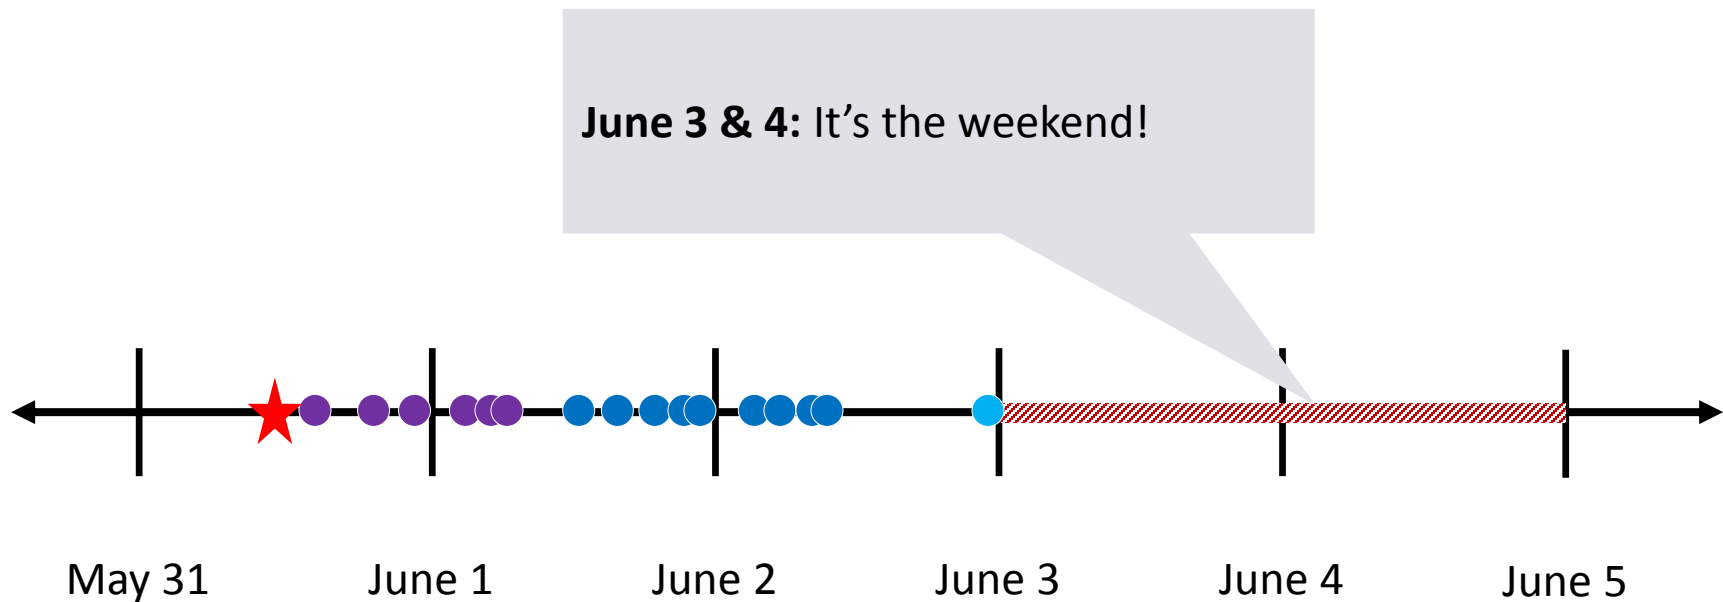 June 3 & 4: It’s the weekend!
May 31
June 1
June 2
June 3
June 4
June 5